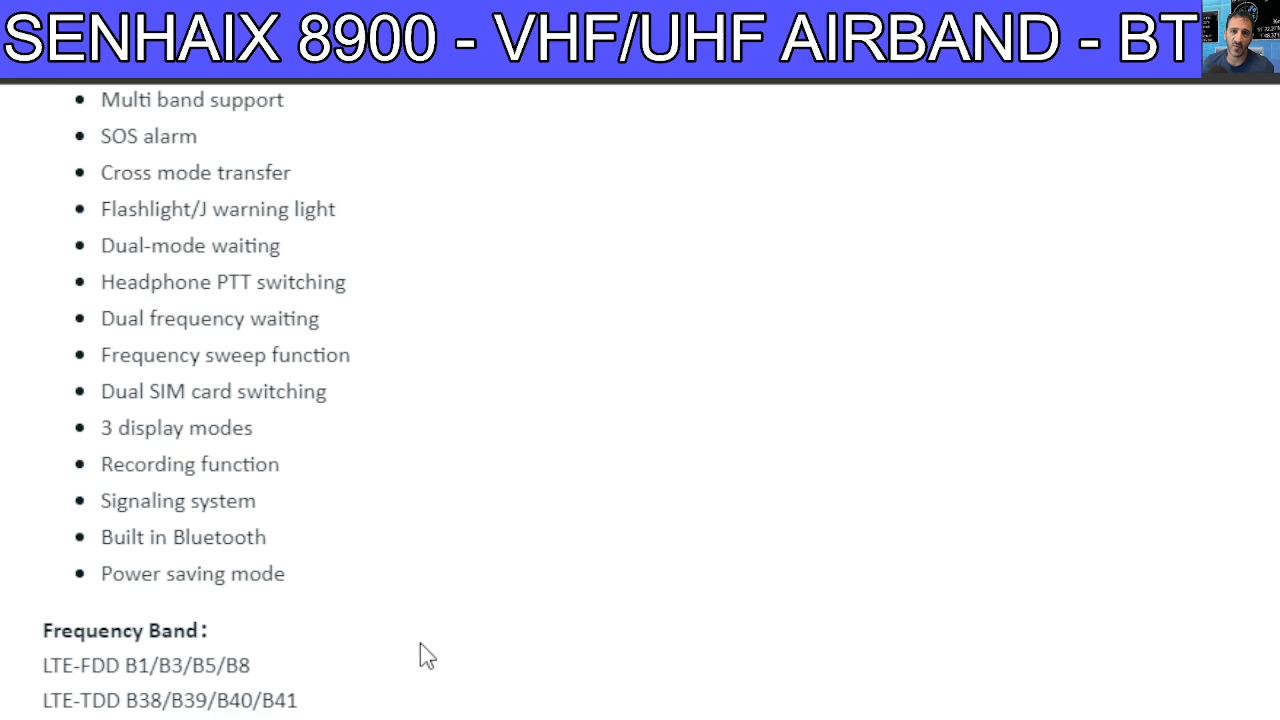 SENHAIX 8900 - VHF/UHF AIRBAND - BT
• Multi band support
• SOS alarm
• Cross mode transfer
• Flashlight/J warning light
• Dual-mode waiting
• Headphone PTT switching
• Dual frequency waiting
• Frequency sweep function
• Dual SIM card switching
• 3 display modes
• Recording function
• Signaling system
• Built in Bluetooth
• Power saving mode
Frequency Band：
LTE-FDD B1/B3/B5/B8
LTE-TDD B38/B39/B40/B41